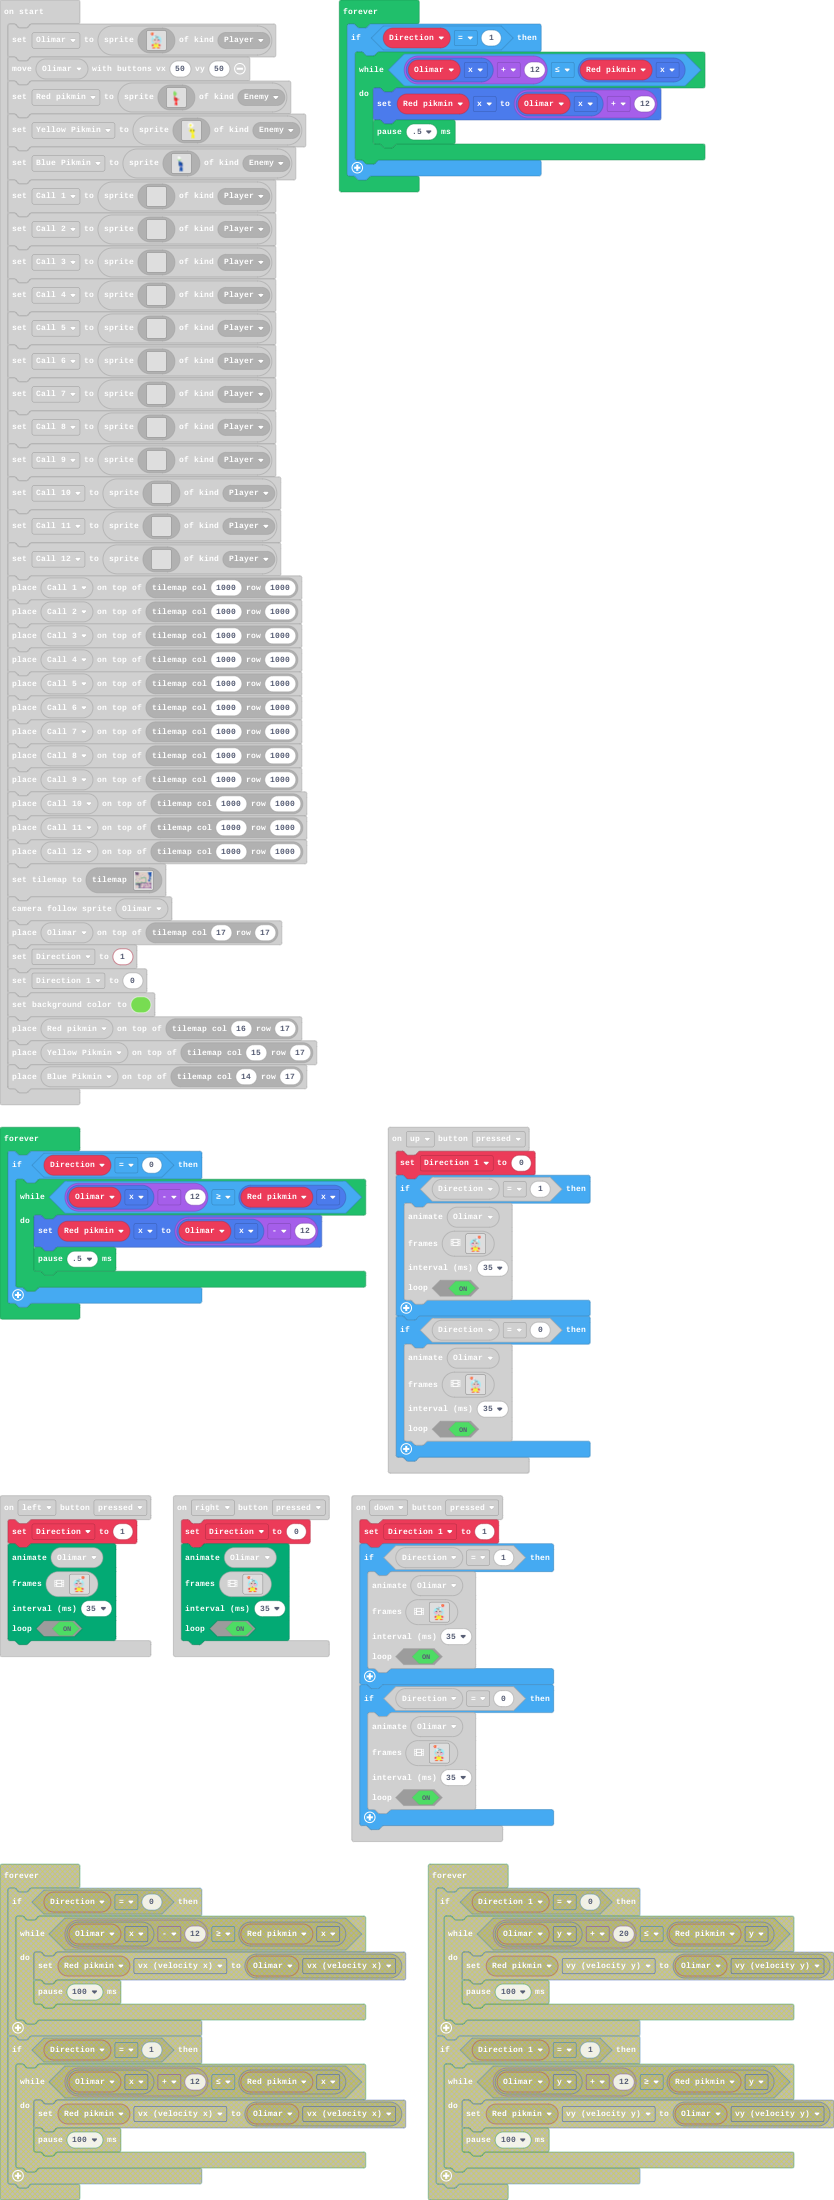 on start
set Olimar to sprite of kind Player
move Olimar with buttons vx 50 vy 50
set Red pikmin to sprite of kind Enemy
set Yellow Pikmin to sprite of kind Enemy
set Blue Pikmin to sprite of kind Enemy
set Call 1 to sprite of kind Player
set Call 2 to sprite of kind Player
set Call 3 to sprite of kind Player
set Call 4 to sprite of kind Player
set Call 5 to sprite of kind Player
set Call 6 to sprite of kind Player
set Call 7 to sprite of kind Player
set Call 8 to sprite of kind Player
set Call 9 to sprite of kind Player
set Call 10 to sprite of kind Player
set Call 11 to sprite of kind Player
set Call 12 to sprite of kind Player
place Call 1 on top of tilemap col 1000 row 1000
place Call 2 on top of tilemap col 1000 row 1000
place Call 3 on top of tilemap col 1000 row 1000
place Call 4 on top of tilemap col 1000 row 1000
place Call 5 on top of tilemap col 1000 row 1000
place Call 6 on top of tilemap col 1000 row 1000
place Call 7 on top of tilemap col 1000 row 1000
place Call 8 on top of tilemap col 1000 row 1000
place Call 9 on top of tilemap col 1000 row 1000
place Call 10 on top of tilemap col 1000 row 1000
place Call 11 on top of tilemap col 1000 row 1000
place Call 12 on top of tilemap col 1000 row 1000
set tilemap to tilemap
camera follow sprite Olimar
place Olimar on top of tilemap col 17 row 17
set Direction to 1
set Direction 1 to 0
set background color to
place Red pikmin on top of tilemap col 16 row 17
place Yellow Pikmin on top of tilemap col 15 row 17
place Blue Pikmin on top of tilemap col 14 row 17
forever
if Direction = 1 then
while Olimar x + 12 ≤ Red pikmin x
do
set Red pikmin x to Olimar x + 12
pause .5 ms
forever
if Direction = 0 then
while Olimar x - 12 ≥ Red pikmin x
do
set Red pikmin x to Olimar x - 12
pause .5 ms
on up button pressed
set Direction 1 to 0
if Direction = 1 then
animate Olimar
frames
interval (ms) 35
loop ON
if Direction = 0 then
animate Olimar
frames
interval (ms) 35
loop ON
on left button pressed
set Direction to 1
animate Olimar
frames
interval (ms) 35
loop ON
on right button pressed
set Direction to 0
animate Olimar
frames
interval (ms) 35
loop ON
on down button pressed
set Direction 1 to 1
if Direction = 1 then
animate Olimar
frames
interval (ms) 35
loop ON
if Direction = 0 then
animate Olimar
frames
interval (ms) 35
loop ON
forever
if Direction = 0 then
while Olimar x - 12 ≥ Red pikmin x
do
set Red pikmin vx (velocity x) to Olimar vx (velocity x)
pause 100 ms
if Direction = 1 then
while Olimar x + 12 ≤ Red pikmin x
do
set Red pikmin vx (velocity x) to Olimar vx (velocity x)
pause 100 ms
forever
if Direction 1 = 0 then
while Olimar y + 20 ≤ Red pikmin y
do
set Red pikmin vy (velocity y) to Olimar vy (velocity y)
pause 100 ms
if Direction 1 = 1 then
while Olimar y + 12 ≥ Red pikmin y
do
set Red pikmin vy (velocity y) to Olimar vy (velocity y)
pause 100 ms